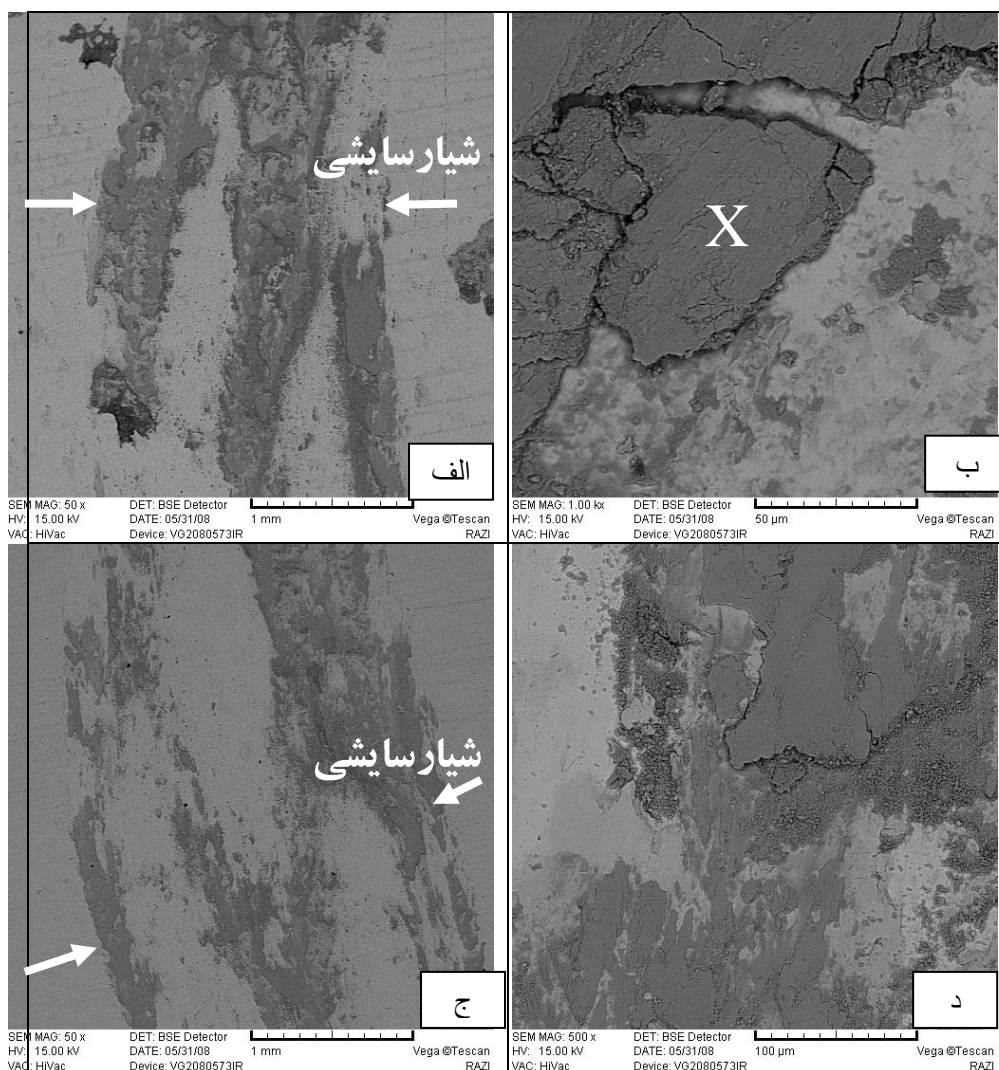 شیار سایشی
الف
SEM MAG: 50 x DET: BSE Detector
HV: 15.00 kV DATE: 05/31/08 1 mm Vega ©Tescan
VAC: HiVac Device: VG2080573IR RAZI
X
ب
SEM MAG: 1.00 kx DET: BSE Detector
HV: 15.00 kV DATE: 05/31/08 50 µm Vega ©Tescan
VAC: HiVac Device: VG2080573IR RAZI
شیار سایشی
ج
SEM MAG: 50 x DET: BSE Detector
HV: 15.00 kV DATE: 05/31/08 1 mm Vega ©Tescan
VAC: HiVac Device: VG2080573IR RAZI
د
SEM MAG: 500 x DET: BSE Detector
HV: 15.00 kV DATE: 05/31/08 100 µm Vega ©Tescan
VAC: HiVac Device: VG2080573IR RAZI